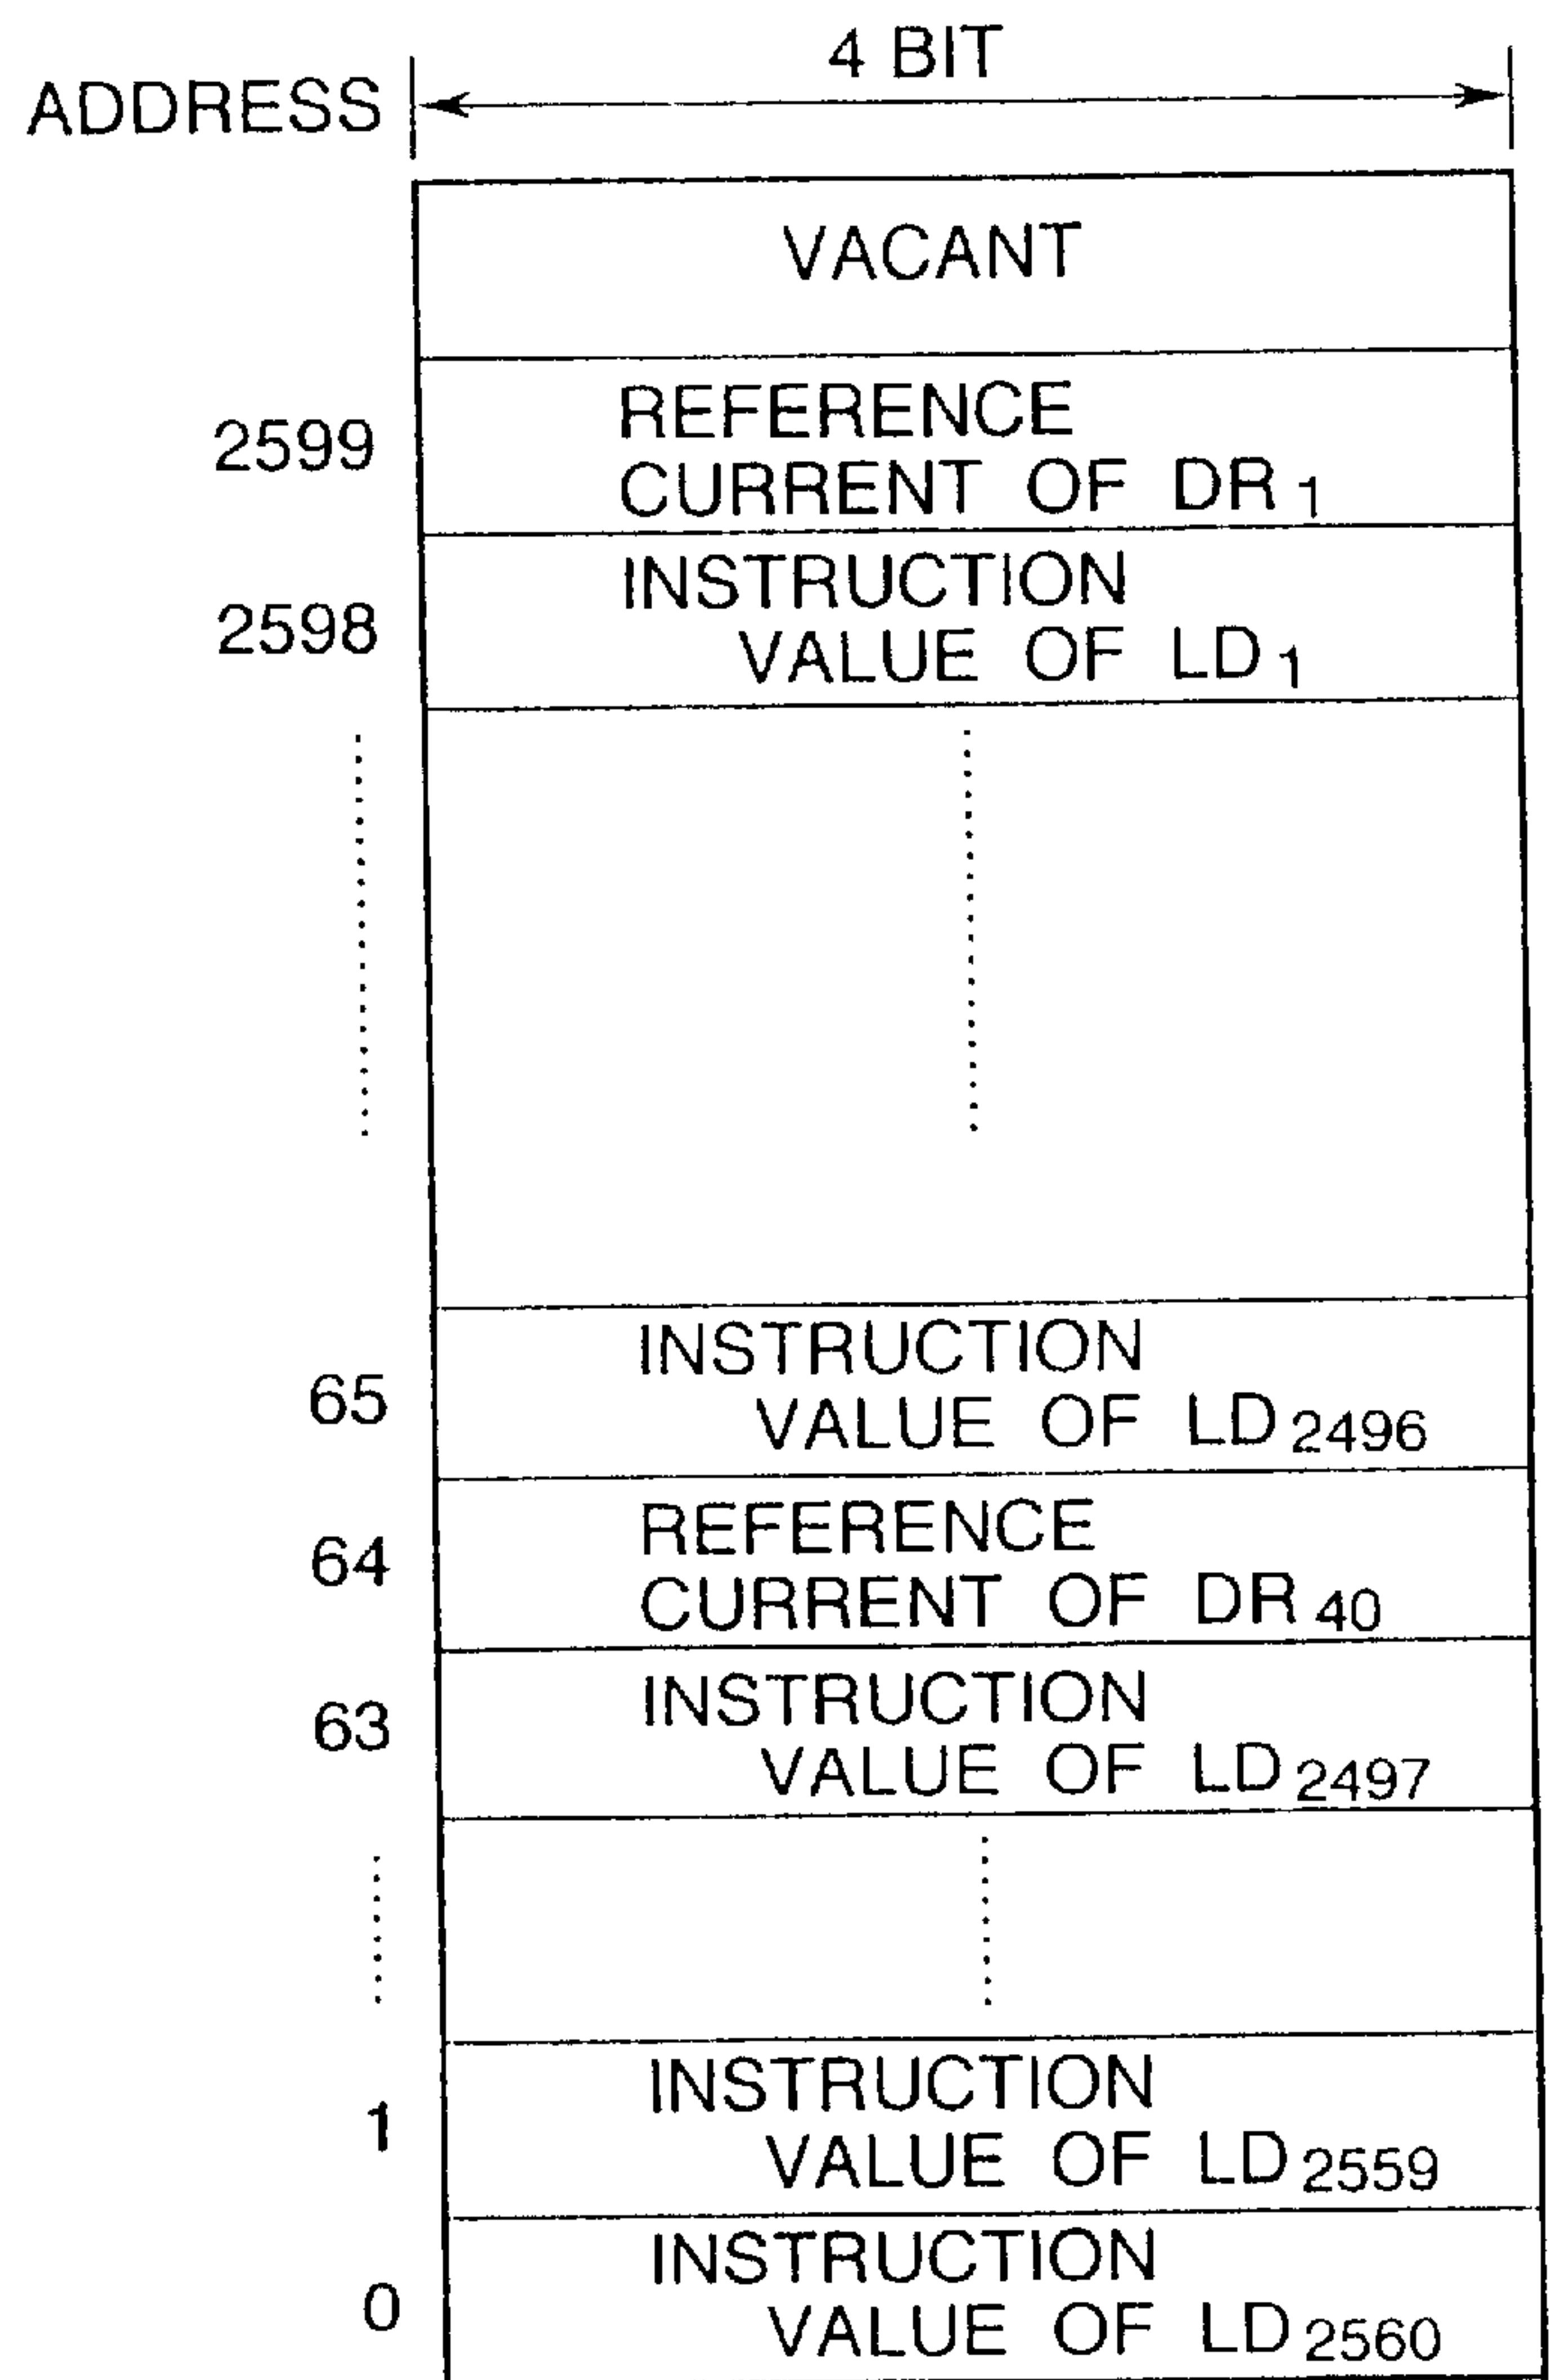 4 BIT
ADDRESS
VACANT
2599
REFERENCE
CURRENT OF DR1
2598
INSTRUCTION
VALUE OF LD1
65
INSTRUCTION
VALUE OF LD2496
64
REFERENCE
CURRENT OF DR40
63
INSTRUCTION
VALUE OF LD2497
1
INSTRUCTION
VALUE OF LD2559
0
INSTRUCTION
VALUE OF LD2560